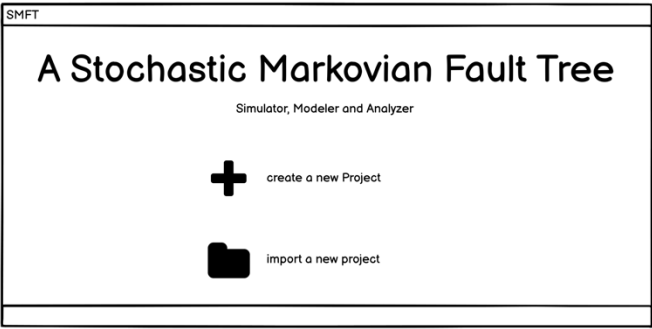 SMFT
A Stochastic Markovian Fault Tree
Simulator, Modeler and Analyzer
create a new Project
import a new project